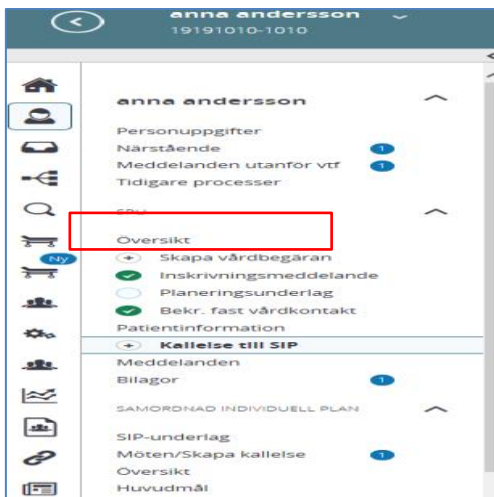 anna andersson
19191010-1010
anna andersson
Personuppgifter
Närstående 1
Meddelanden utanför vtf 1
Tidigare processer
Översikt
Skapa vårdbegäran
Ny
Inskrivningsmeddelande
Planeringsunderlag
Bekr. fast vårdkontakt
Patientinformation
Kallelse till SIP
Meddelanden
Bilagor 1
SAMORDNAD INDIVIDUELL PLAN
SIP-underlag
Möten/Skapa kallelse 1
Översikt
Huvudmål